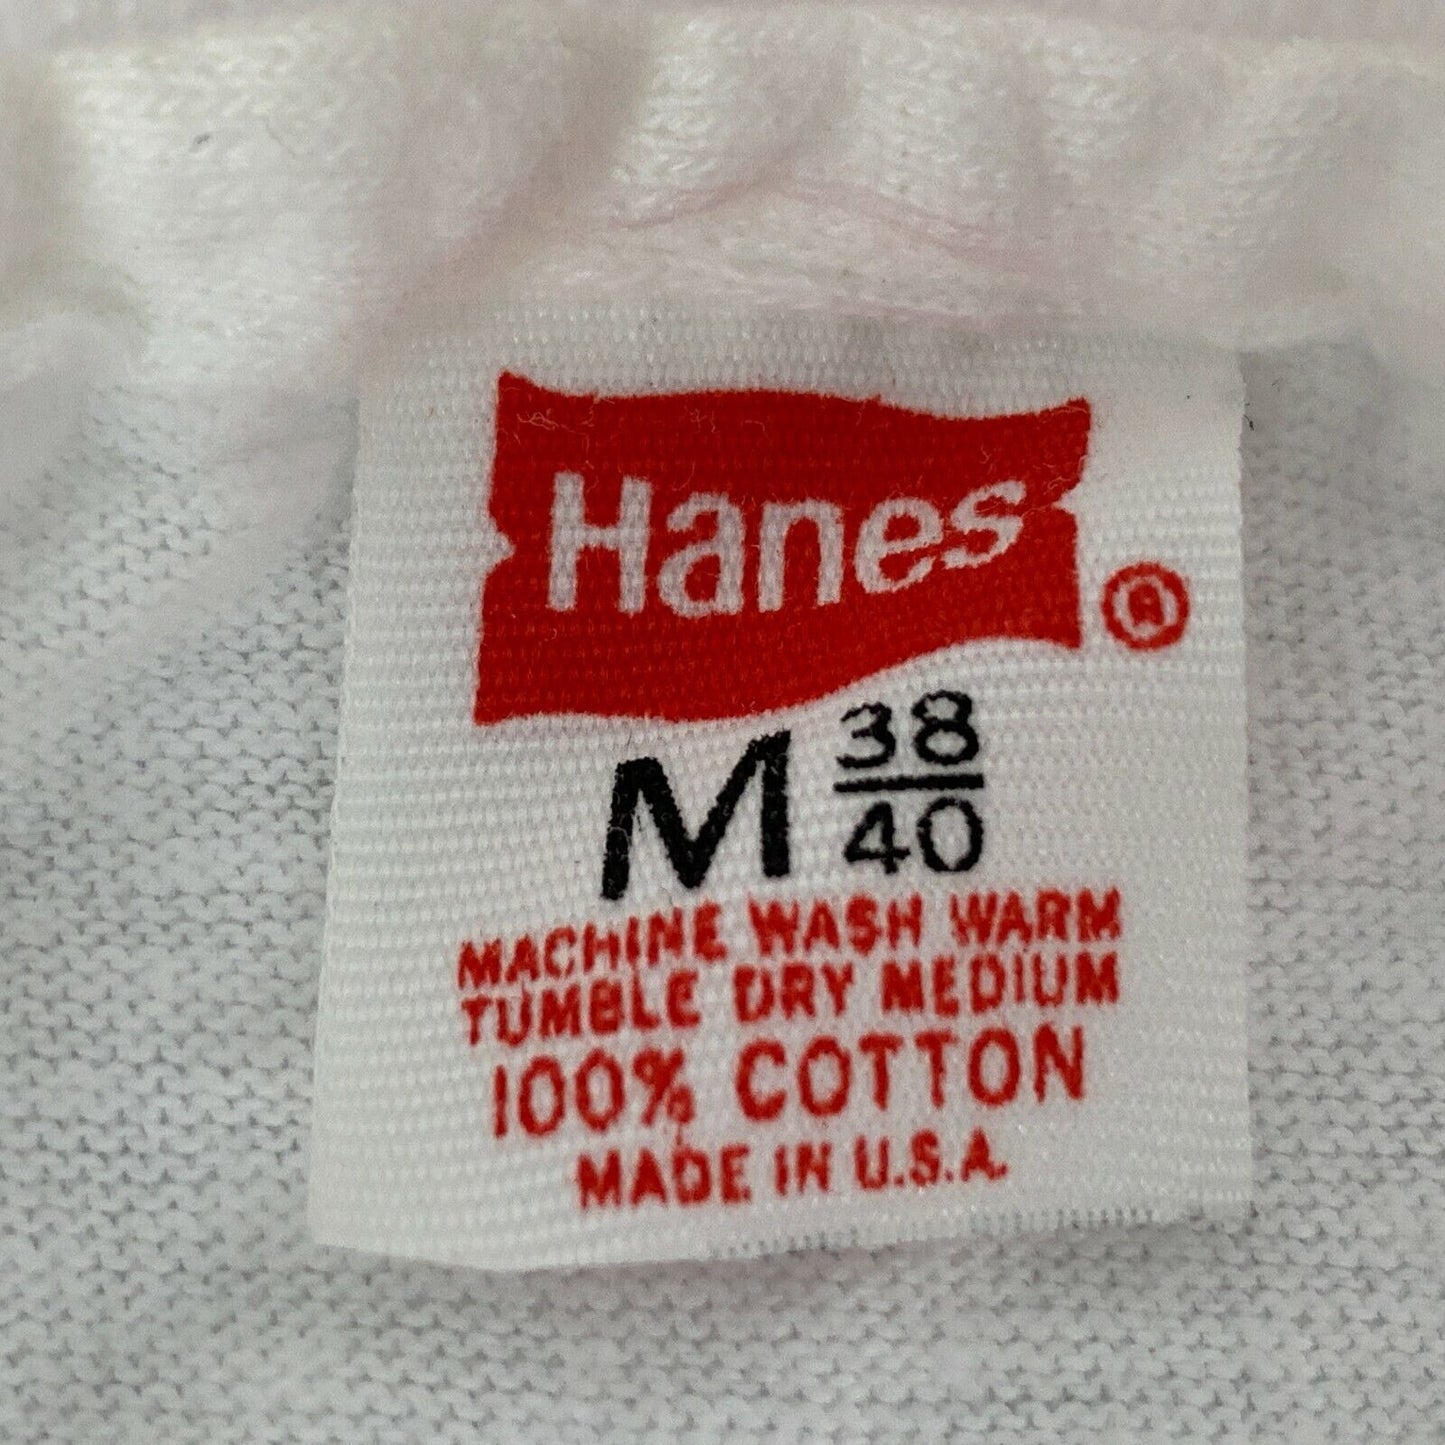 Hanes ®
M 38/40
MACHINE WASH WARM
TUMBLE DRY MEDIUM
100% COTTON
MADE IN U.S.A.